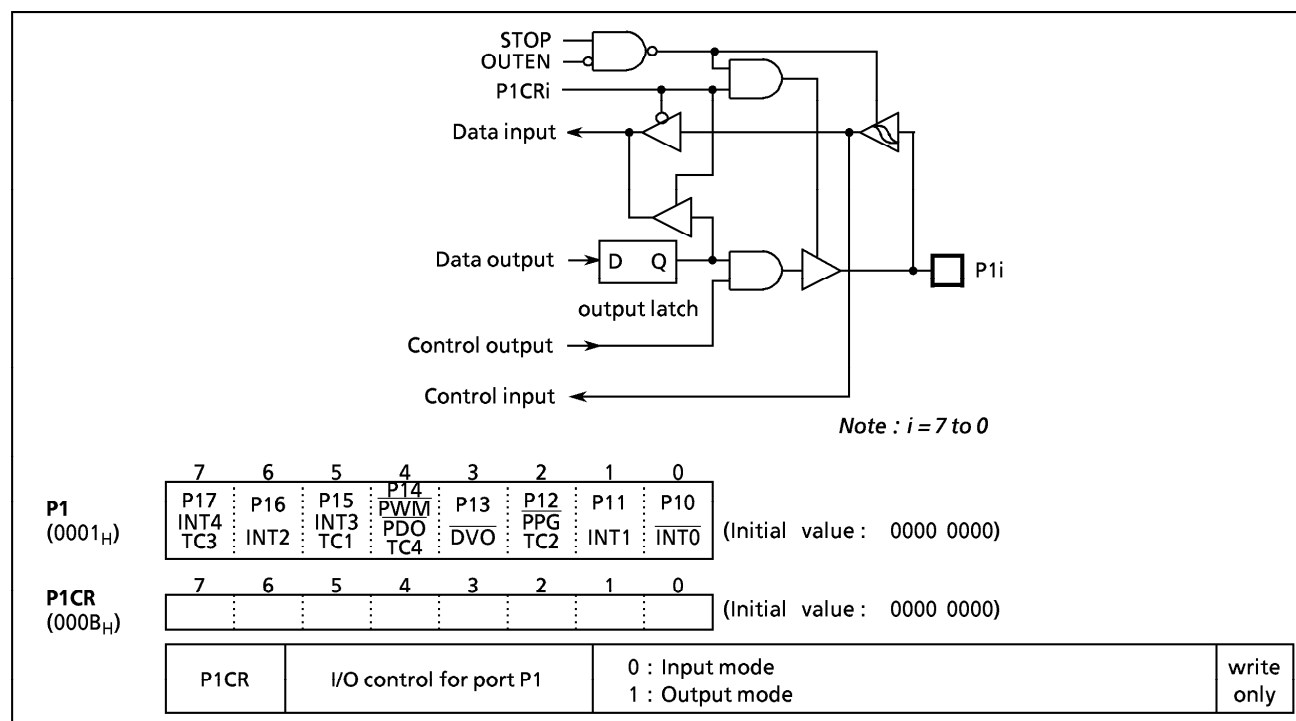 STOP
OUTEN
P1CRi
Data input
Data output
D Q
P1i
output latch
Control output
Control input
Note : i = 7 to 0
7 6 5 4 3 2 1 0
P1
(0001H)
P17 P16 P15 P14 P13 P12 P11 P10
INT4 INT2 INT3 PWM DVO PPG INT1 INT0
TC3 TC1 PDO TC2
TC4
(Initial value : 0000 0000)
7 6 5 4 3 2 1 0
P1CR
(000BH)
(Initial value : 0000 0000)
P1CR I/O control for port P1 0 : Input mode write
1 : Output mode only